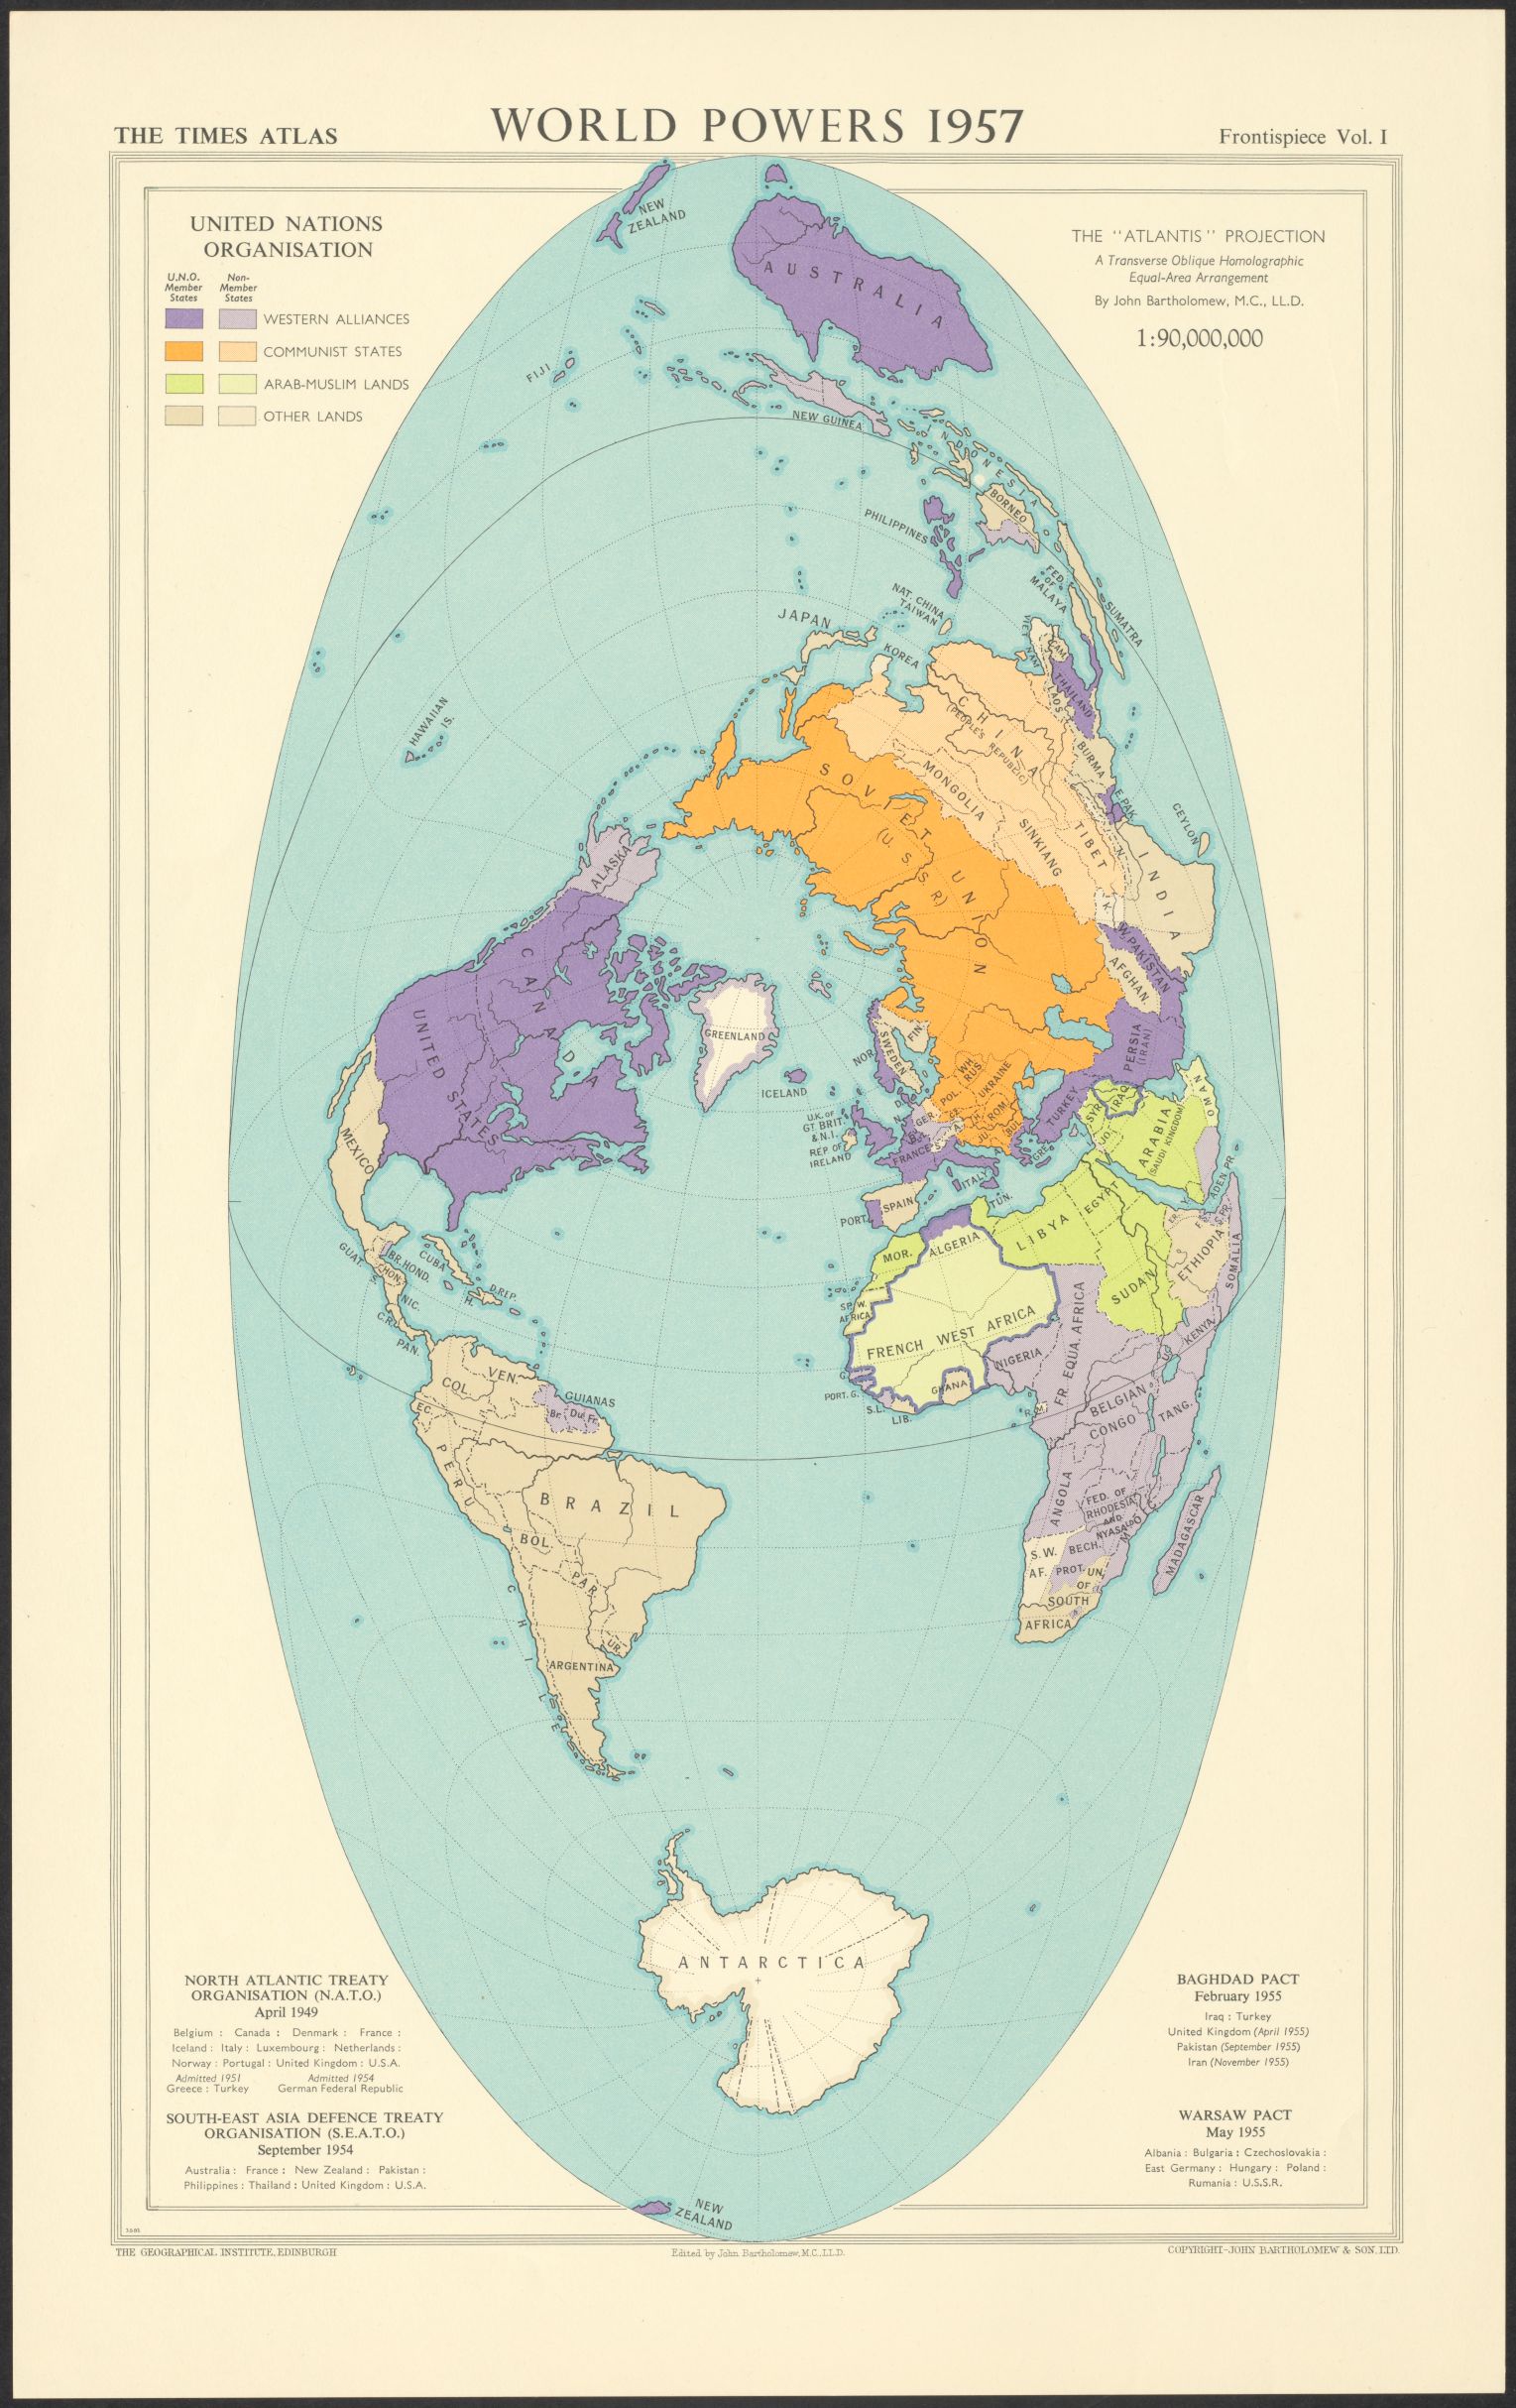 THE TIMES ATLAS
WORLD POWERS 1957
Frontispiece Vol. I
UNITED NATIONS
ORGANISATION
U.N.O. Member States
Non-Member States
WESTERN ALLIANCES
COMMUNIST STATES
ARAB-MUSLIM LANDS
OTHER LANDS
THE "ATLANTIS" PROJECTION
A Transverse Oblique Homolographic
Equal-Area Arrangement
By John Bartholomew, M.C., LL.D.
1:90,000,000
NEW
ZEALAND
AUSTRALIA
FIJI
NEW GUINEA
INDONESIA
BORNEO
PHILIPPINES
FED.
OF
MALAYA
SUMATRA
NAT. CHINA
TAIWAN
JAPAN
KOREA
VIET
NAM
CAM.
THAILAND
LAOS
CHINA
(PEOPLE'S REPUBLIC)
BURMA
E. PAK.
CEYLON
HAWAIIAN
IS.
MONGOLIA
SINKIANG
TIBET
N.
INDIA
SOVIET UNION
(U.S.S.R)
ALASKA
K.
W. PAKISTAN
AFGHAN.
CANADA
UNITED
STATES
GREENLAND
ICELAND
NOR.
SWEDEN
FIN.
PERSIA
(IRAN)
WH.
RUS.
UKRAINE
POL.
D.
N.
GER.
B.
CZ.
H.
ROM.
JU.
BUL.
A.
S.
TURKEY
SYR.
IRAQ
JD.
OMAN
ARABIA
(SAUDI KINGDOM)
U.K. of
GT BRIT.
& N.I.
REP. OF
IRELAND
FRANCE
ITALY
GRE.
ADEN PR.
Y.
MEXICO
PORT.
SPAIN
TUN.
EGYPT
LIBYA
ALGERIA
MOR.
SP. W.
AFRICA
ER.
F.S.
S. PR.
ETHIOPIA
SOMALIA
SUDAN
GUAT.
BR. HOND.
CUBA
HON.
S.
NIC.
H.
D. REP.
C.R.
PAN.
FRENCH WEST AFRICA
FR. EQUA. AFRICA
NIGERIA
GHANA
PORT. G.
S.L.
LIB.
R.M.
KENYA
U.
BELGIAN
CONGO
TANG.
VEN.
COL.
EC.
GUIANAS
Br. Du. Fr.
PERU
BRAZIL
BOL.
PAR.
CHILE
UR.
ARGENTINA
ANGOLA
FED. OF
RHODESIA
AND
NYASALD
MOZ.
MADAGASCAR
S.W.
AF.
BECH.
PROT.
UN.
OF
SOUTH
AFRICA
ANTARCTICA
NEW
ZEALAND
NORTH ATLANTIC TREATY
ORGANISATION (N.A.T.O.)
April 1949
Belgium : Canada : Denmark : France :
Iceland : Italy : Luxembourg : Netherlands :
Norway : Portugal : United Kingdom : U.S.A.
Admitted 1951 Admitted 1954
Greece : Turkey German Federal Republic
SOUTH-EAST ASIA DEFENCE TREATY
ORGANISATION (S.E.A.T.O.)
September 1954
Australia : France : New Zealand : Pakistan :
Philippines : Thailand : United Kingdom : U.S.A.
BAGHDAD PACT
February 1955
Iraq : Turkey
United Kingdom (April 1955)
Pakistan (September 1955)
Iran (November 1955)
WARSAW PACT
May 1955
Albania : Bulgaria : Czechoslovakia :
East Germany : Hungary : Poland :
Rumania : U.S.S.R.
THE GEOGRAPHICAL INSTITUTE, EDINBURGH
Edited by John Bartholomew, M.C., LL.D.
COPYRIGHT-JOHN BARTHOLOMEW & SON, LTD.